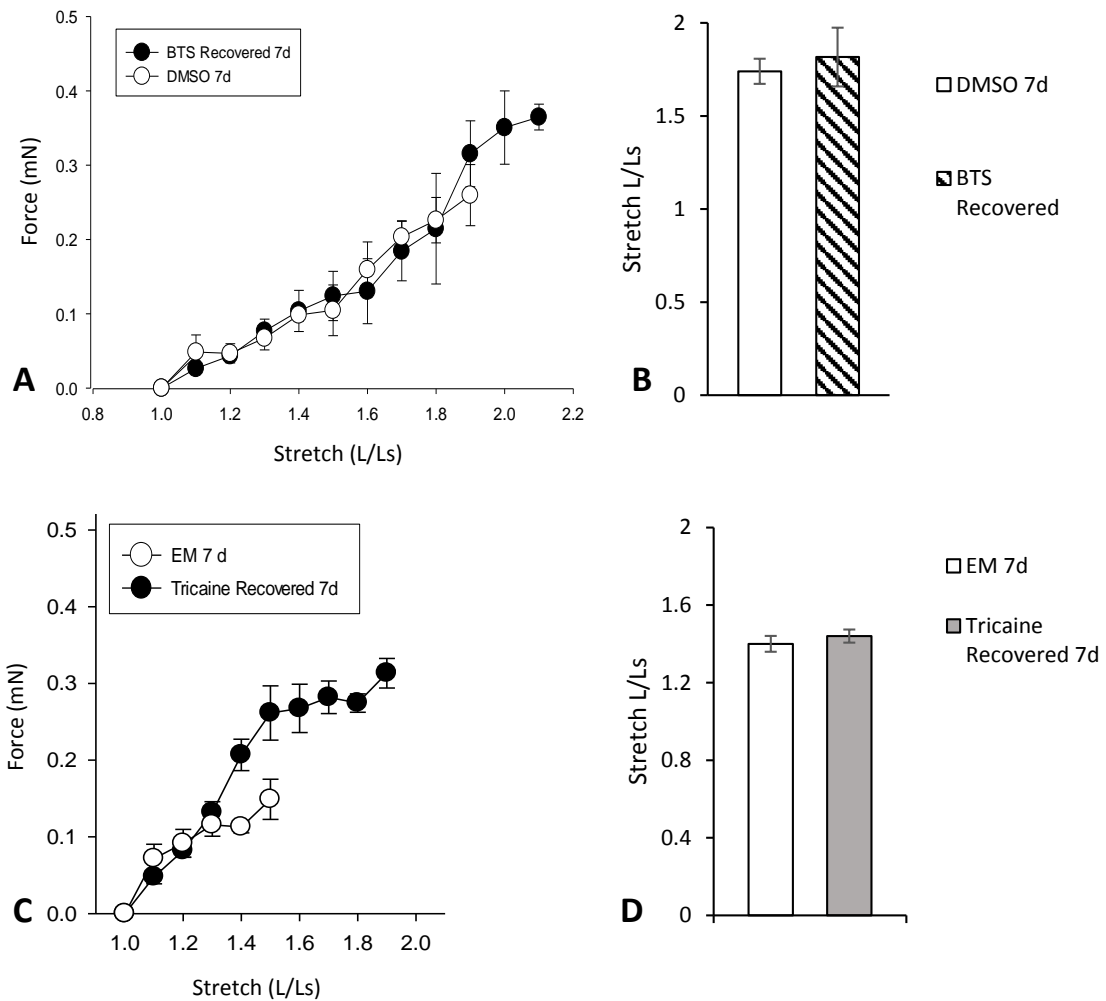 0.5
0.4
0.3
0.2
0.1
0.0
Force (mN)
BTS Recovered 7d
DMSO 7d
A
0.8 1.0 1.2 1.4 1.6 1.8 2.0 2.2
Stretch (L/Ls)
2
1.5
1
0.5
0
Stretch L/Ls
B
DMSO 7d
BTS
Recovered
0.5
0.4
0.3
0.2
0.1
0.0
Force (mN)
EM 7 d
Tricaine Recovered 7d
C
1.0 1.2 1.4 1.6 1.8 2.0
Stretch (L/Ls)
2
1.6
1.2
0.8
0.4
0
Stretch L/Ls
D
EM 7d
Tricaine
Recovered 7d